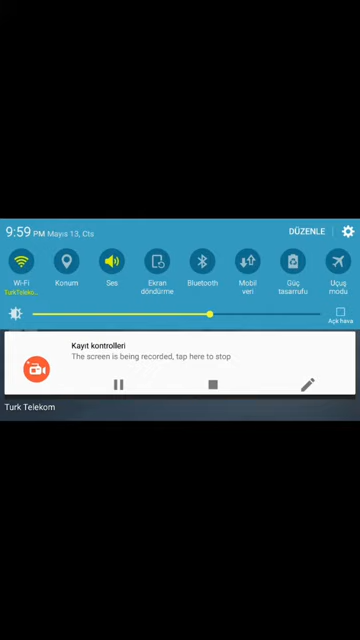 9:59 PM Mayıs 13, Cts DÜZENLE
Wi-Fi Konum Ses Ekran döndürme Bluetooth Mobil veri Güç tasarrufu Uçuş modu
TurkTeleko...
Açık hava
Kayıt kontrolleri
The screen is being recorded, tap here to stop
Turk Telekom